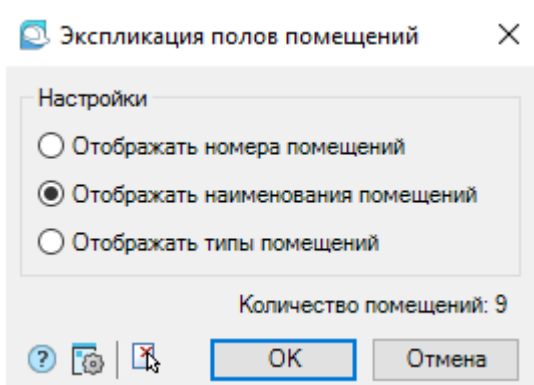 Экспликация полов помещений
Настройки
Отображать номера помещений
Отображать наименования помещений
Отображать типы помещений
Количество помещений: 9
?
OK
Отмена